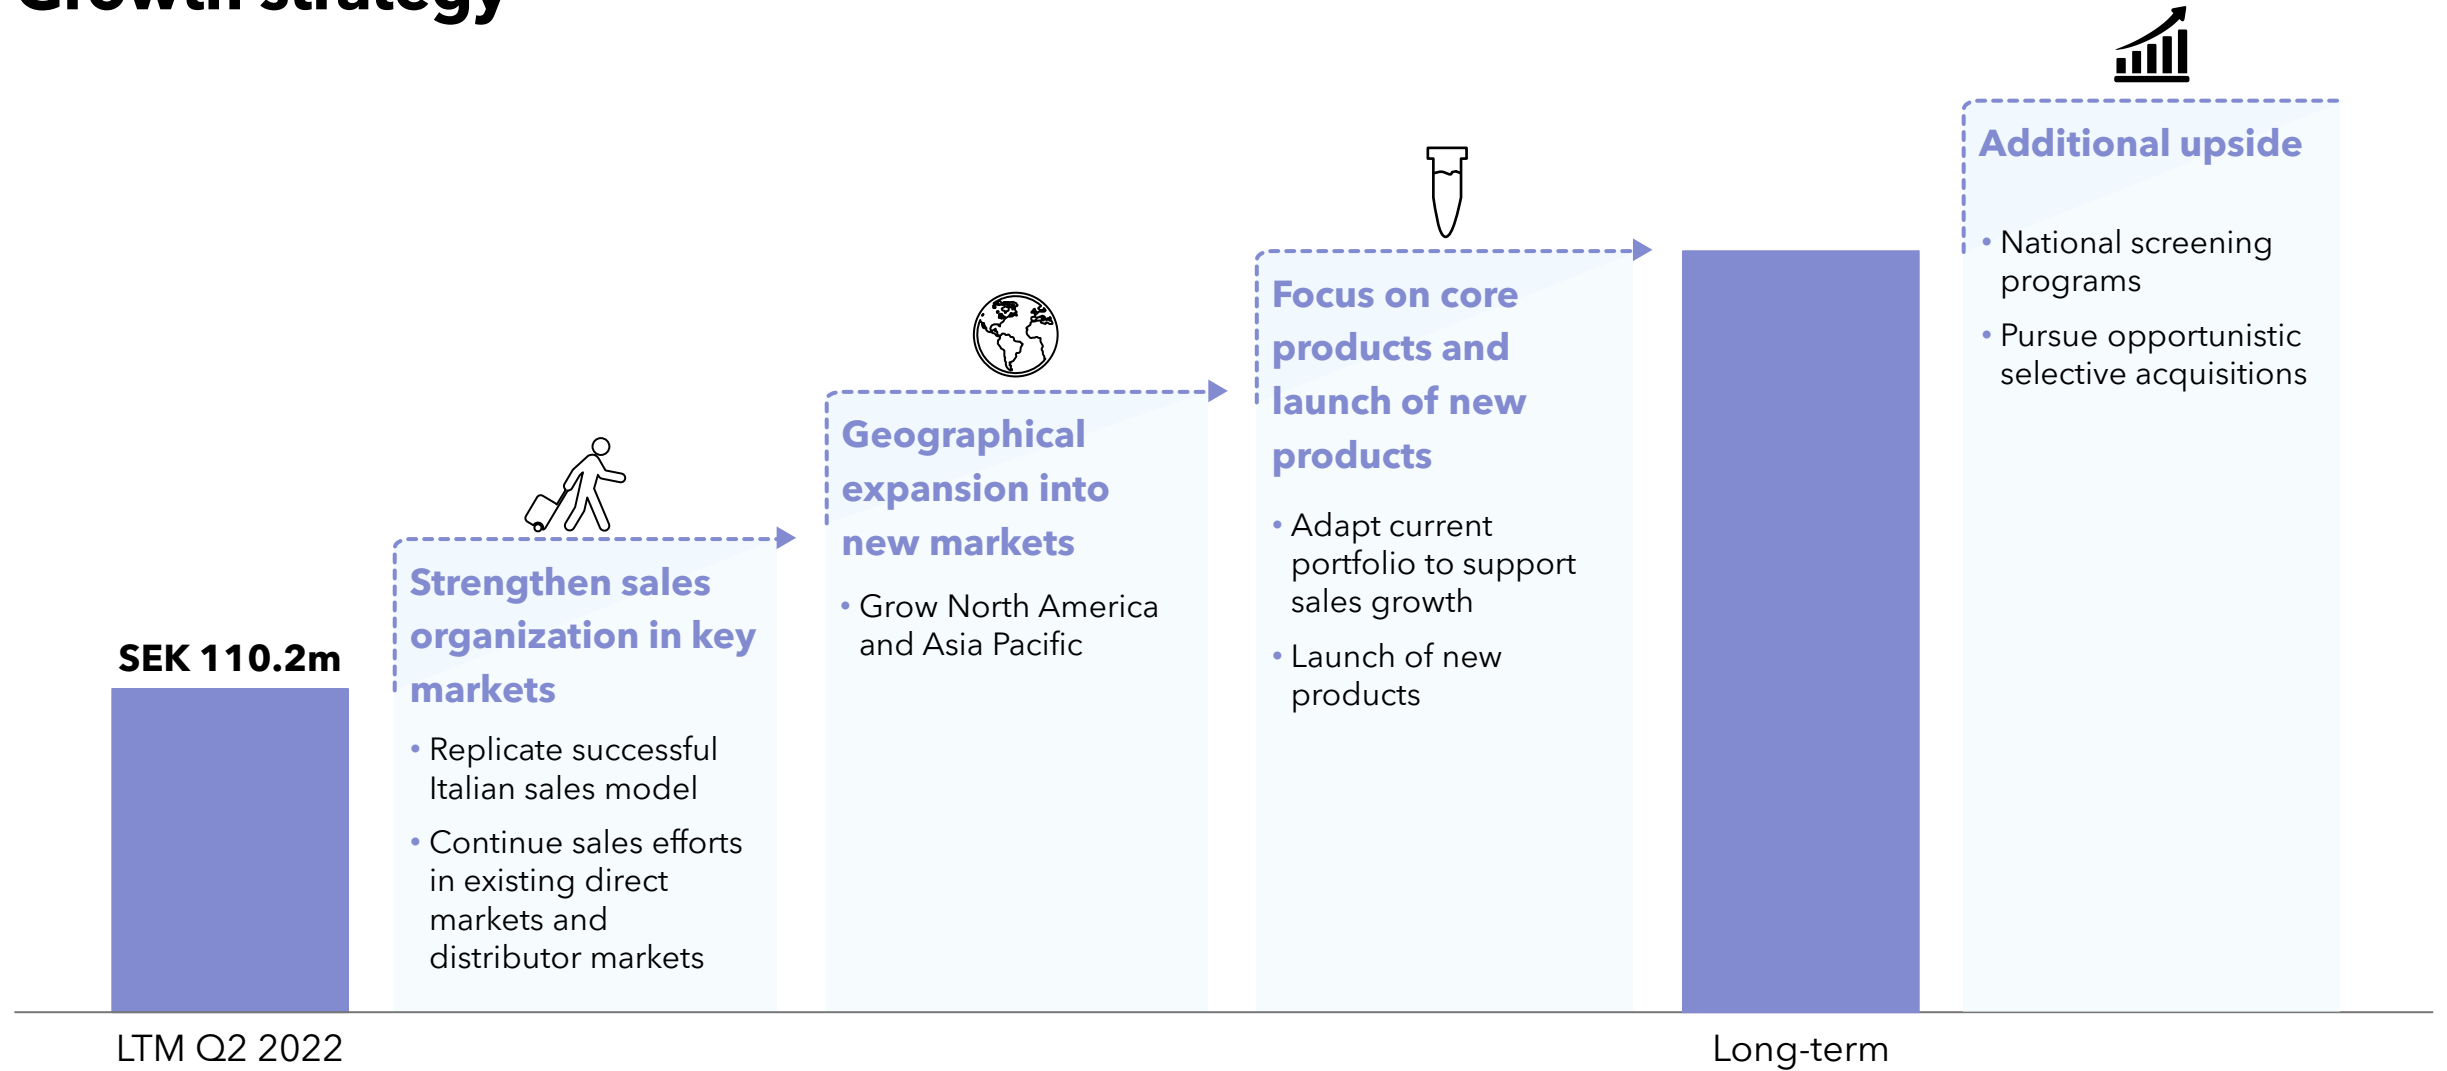 Growth strategy
SEK 110.2m
LTM Q2 2022
Strengthen sales
organization in key
markets
• Replicate successful
Italian sales model
• Continue sales efforts
in existing direct
markets and
distributor markets
Geographical
expansion into
new markets
• Grow North America
and Asia Pacific
Focus on core
products and
launch of new
products
• Adapt current
portfolio to support
sales growth
• Launch of new
products
Long-term
Additional upside
• National screening
programs
• Pursue opportunistic
selective acquisitions